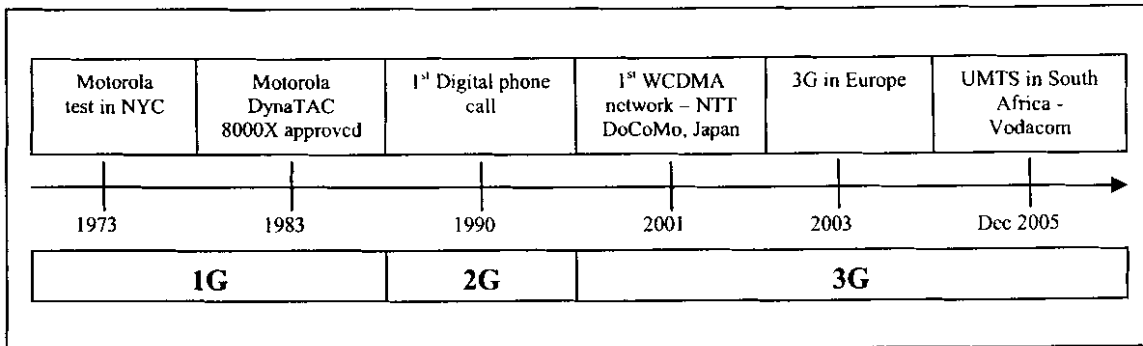 Motorola
test in NYC
Motorola
DynaTAC
8000X approved
1st Digital phone
call
1st WCDMA
network – NTT
DoCoMo, Japan
3G in Europe
UMTS in South
Africa -
Vodacom
1973
1983
1990
2001
2003
Dec 2005
1G
2G
3G